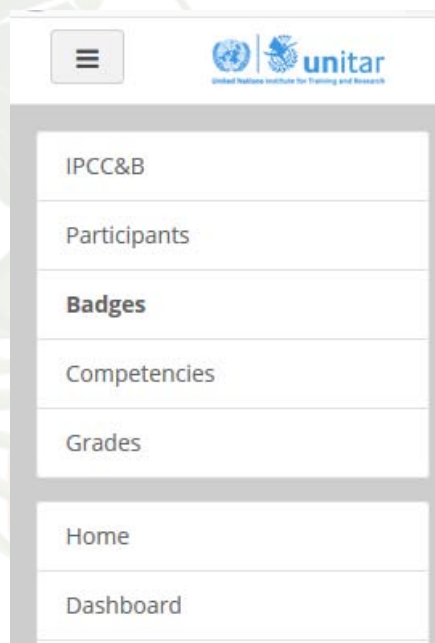 unitar
United Nations Institute for Training and Research
IPCC&B
Participants
Badges
Competencies
Grades
Home
Dashboard